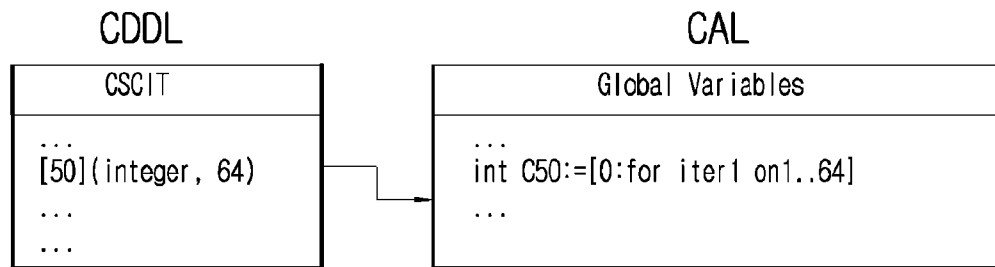 CDDL
CSCIT
...
[50](integer, 64)
...
...
CAL
Global Variables
...
int C50:=[0:for iter1 on1..64]
...